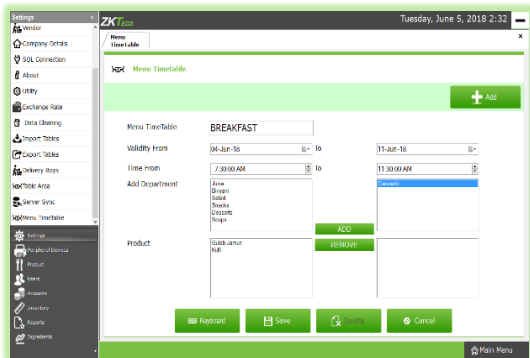 Settings
ZKTECO
Tuesday, June 5, 2018 2:32
Vendor
Company Details
SQL Connection
About
Utility
Exchange Rate
Data Cleaning
Import Tables
Export Tables
Delivery Boys
Table Area
Server Sync
Menu TimeTable
Settings
Peripheral Devices
Product
Users
Accounts
Inventory
Reports
Ingredients
Menu
TimeTable
x
Menu Timetable
Add
Menu TimeTable
BREAKFAST
Validity From
04-Jun-18
To
11-Jun-18
Time From
7:30:00 AM
To
11:30:00 AM
Add Department
Juice
Biryani
Salad
Snacks
Desserts
Soups
ADD
Product
Gulab Jamun
Kulfi
REMOVE
Keyboard
Save
Delete
Cancel
Main Menu